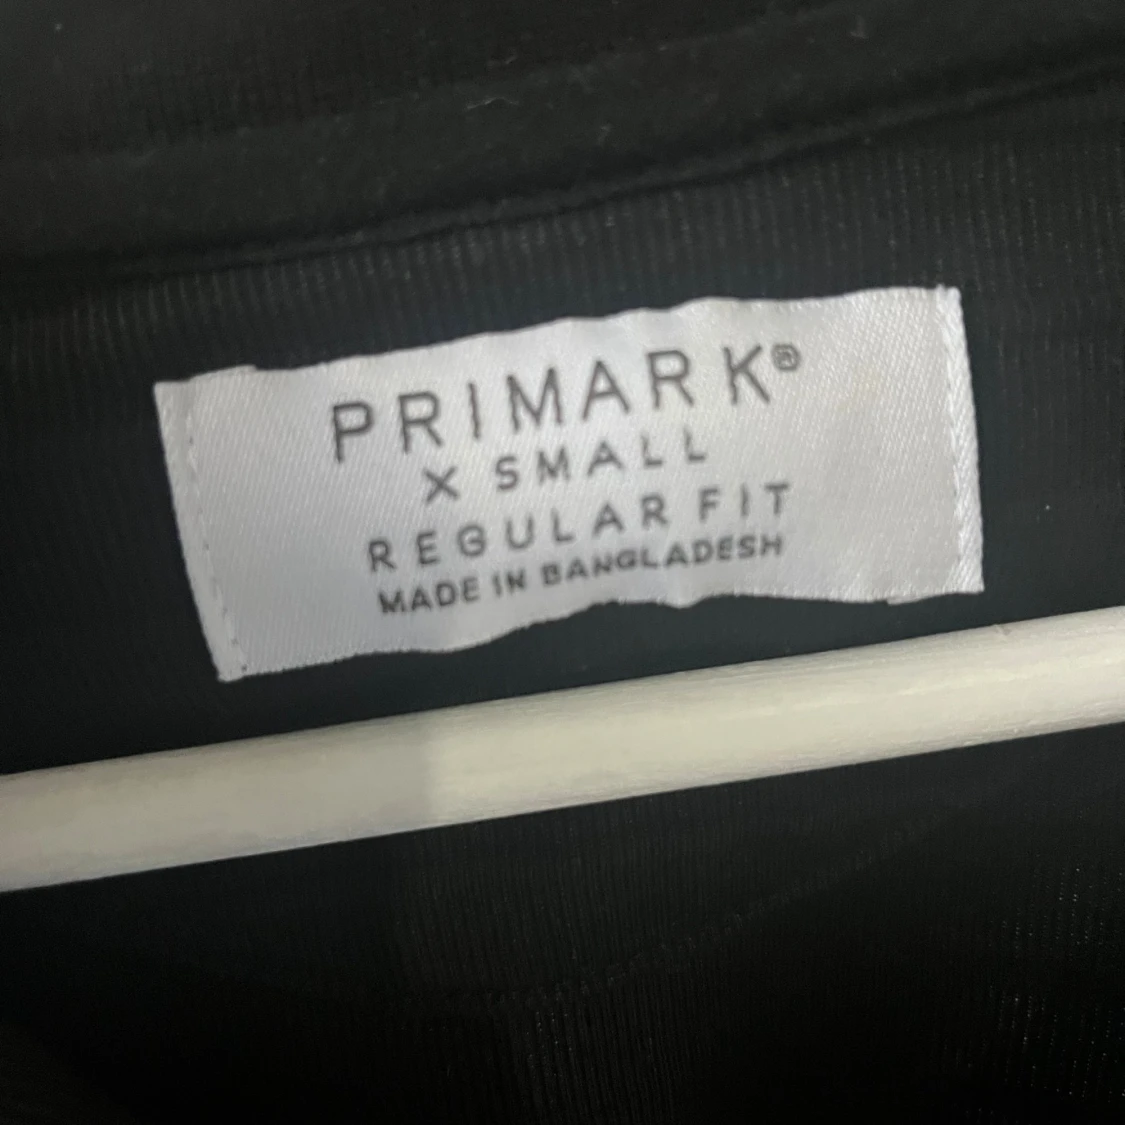 PRIMARK®
X SMALL
REGULAR FIT
MADE IN BANGLADESH